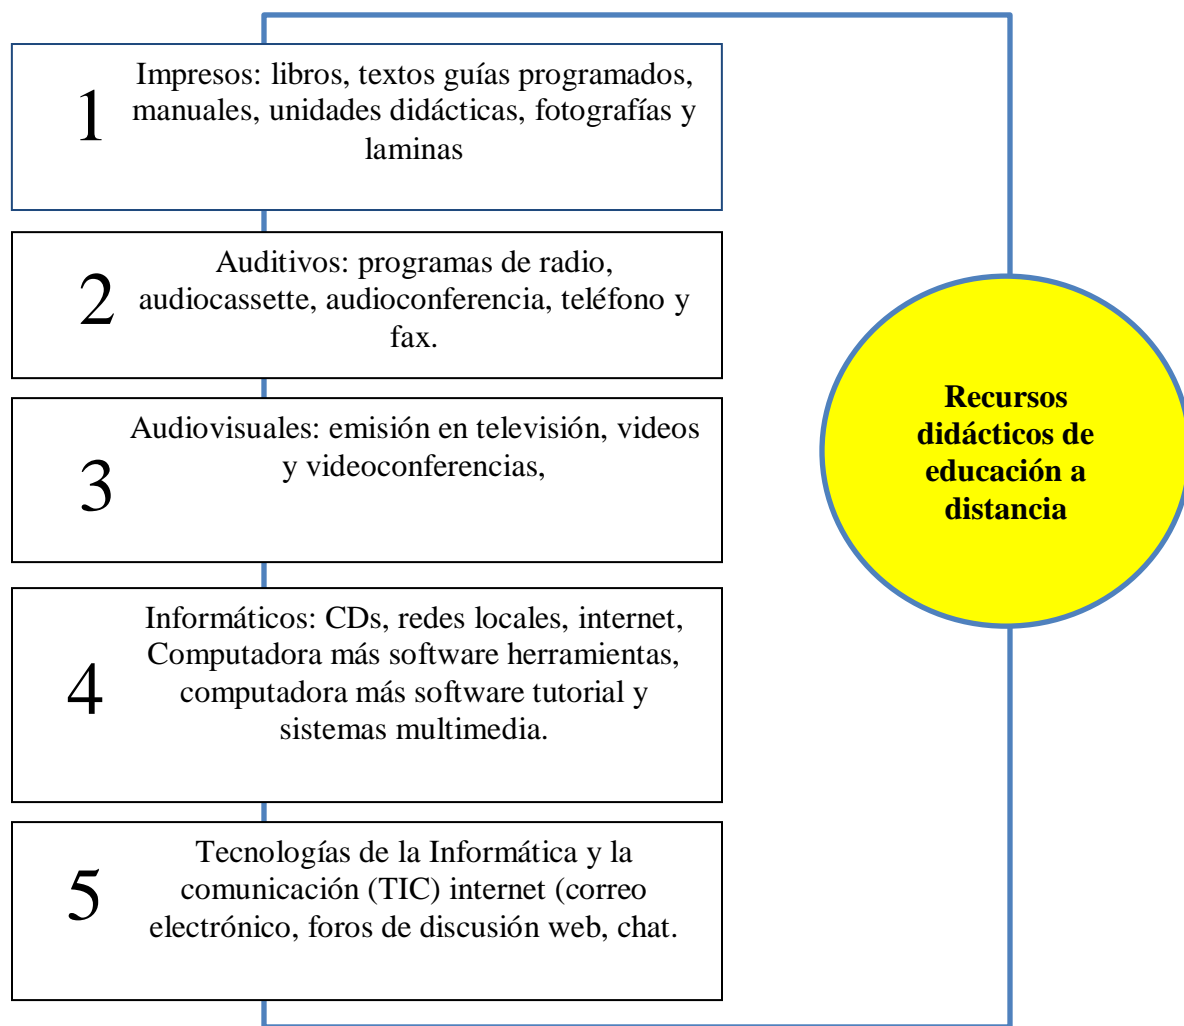 1
Impresos: libros, textos guías programados,
manuales, unidades didácticas, fotografías y
laminas
2
Auditivos: programas de radio,
audiocassette, audioconferencia, teléfono y
fax.
3
Audiovisuales: emisión en televisión, videos
y videoconferencias,
4
Informáticos: CDs, redes locales, internet,
Computadora más software herramientas,
computadora más software tutorial y
sistemas multimedia.
5
Tecnologías de la Informática y la
comunicación (TIC) internet (correo
electrónico, foros de discusión web, chat.
Recursos
didácticos de
educación a
distancia